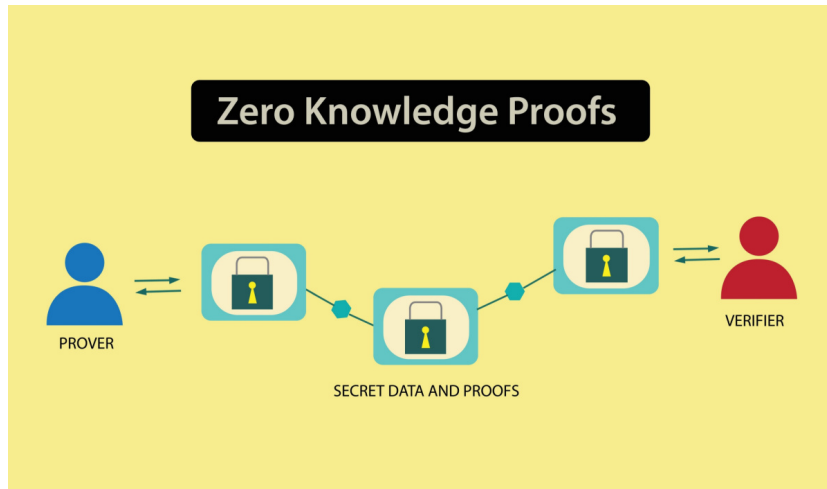 Zero Knowledge Proofs
PROVER
VERIFIER
SECRET DATA AND PROOFS